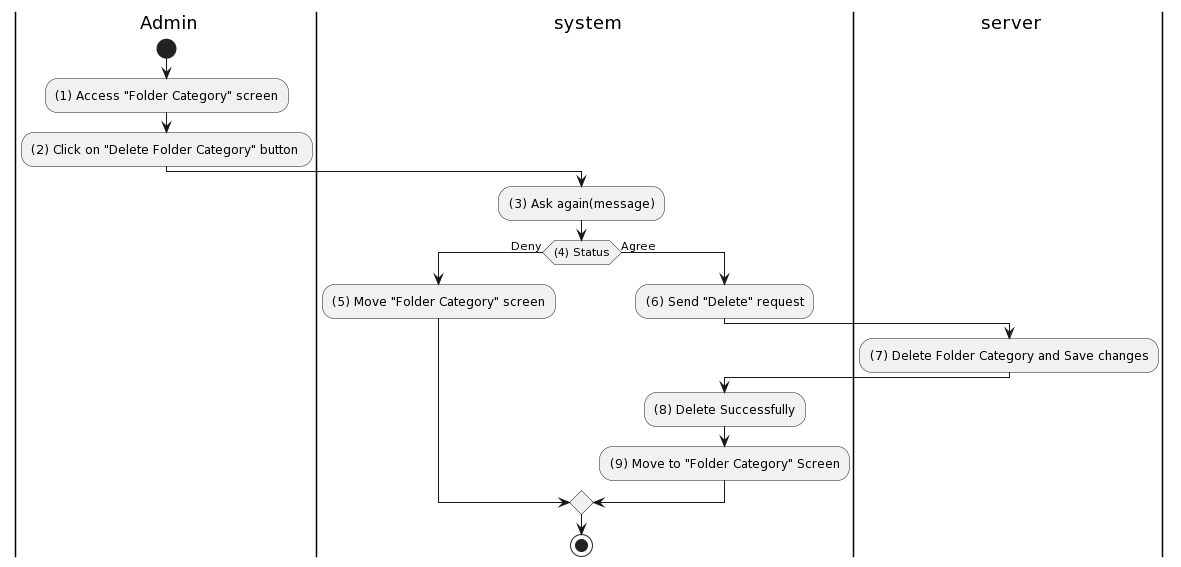 Admin
system
server
(1) Access "Folder Category" screen
(2) Click on "Delete Folder Category" button
(3) Ask again(message)
Deny
(4) Status
Agree
(5) Move "Folder Category" screen
(6) Send "Delete" request
(7) Delete Folder Category and Save changes
(8) Delete Successfully
(9) Move to "Folder Category" Screen